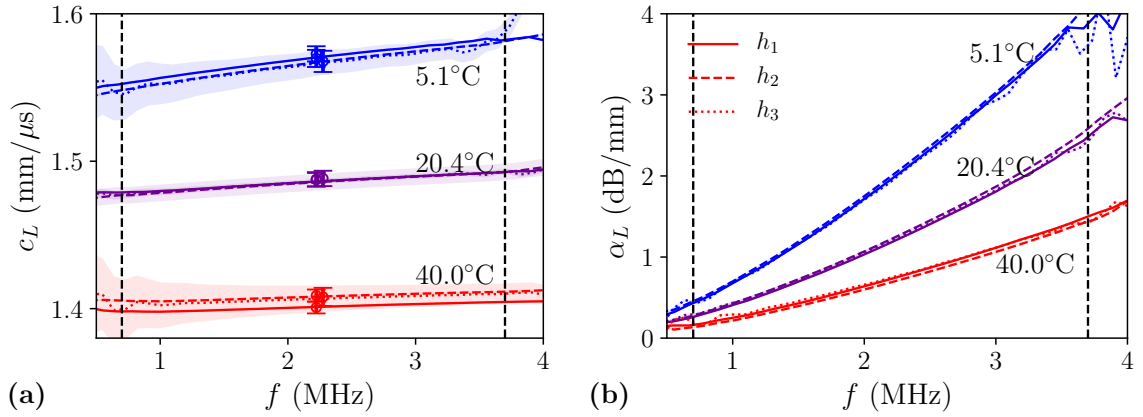 1.6
1.5
1.4
c_L (mm/μs)
5.1°C
20.4°C
40.0°C
1
2
3
4
f (MHz)
(a)
4
3
2
1
0
α_L (dB/mm)
h_1
h_2
h_3
5.1°C
20.4°C
40.0°C
1
2
3
4
f (MHz)
(b)